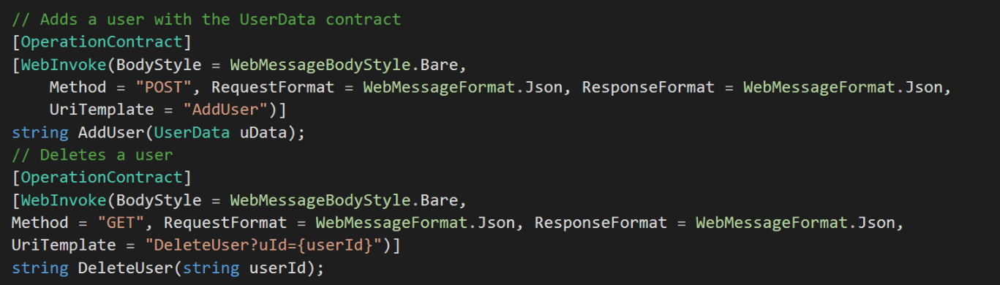 // Adds a user with the UserData contract
[OperationContract]
[WebInvoke(BodyStyle = WebMessageBodyStyle.Bare,
    Method = "POST", RequestFormat = WebMessageFormat.Json, ResponseFormat = WebMessageFormat.Json,
    UriTemplate = "AddUser")]
string AddUser(UserData uData);
// Deletes a user
[OperationContract]
[WebInvoke(BodyStyle = WebMessageBodyStyle.Bare,
Method = "GET", RequestFormat = WebMessageFormat.Json, ResponseFormat = WebMessageFormat.Json,
UriTemplate = "DeleteUser?uId={userId}")]
string DeleteUser(string userId);